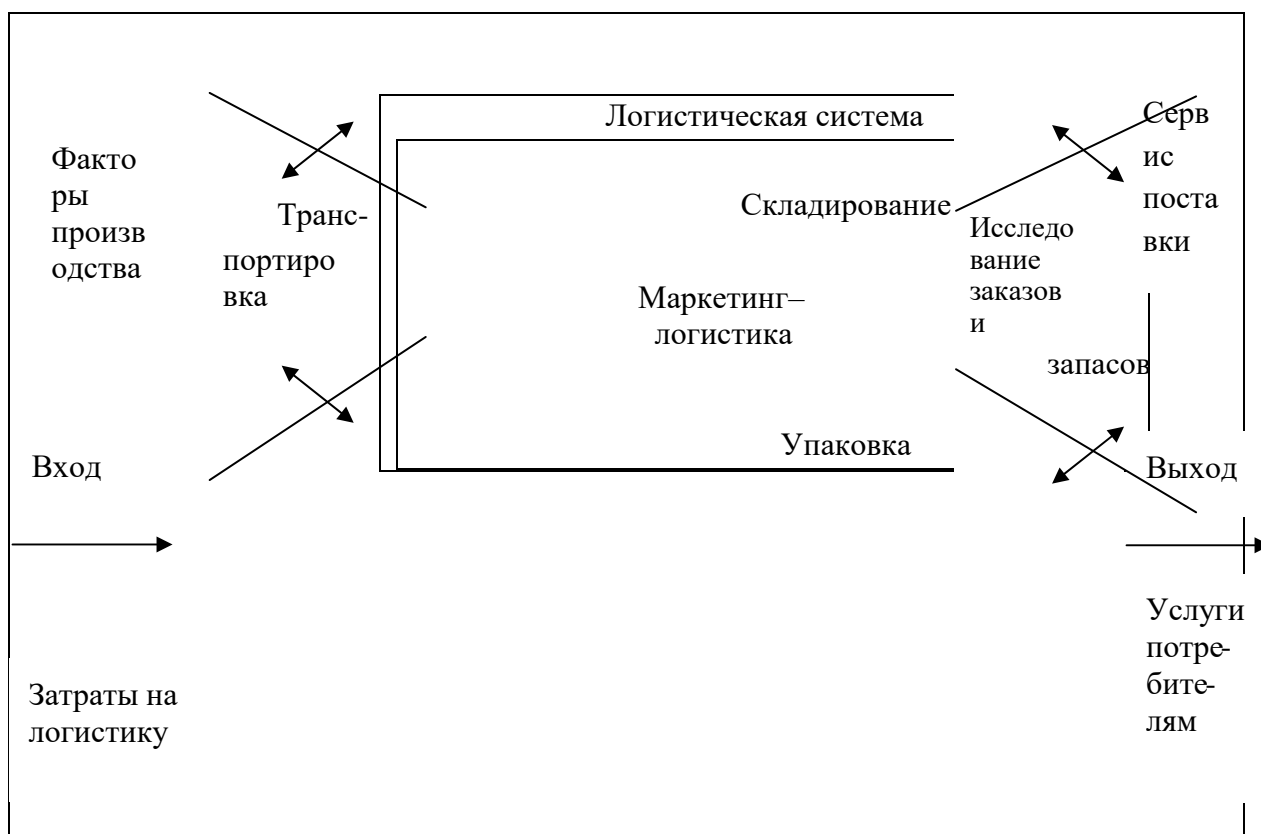 Логистическая система
Факто
ры
произв
одства
Транс-
портиро
вка
Складирование
Маркетинг–
логистика
Упаковка
Исследо
вание
заказов
и
запасов
Серв
ис
поста
вки
Вход
Выход
Затраты на
логистику
Услуги
потре-
бите-
лям